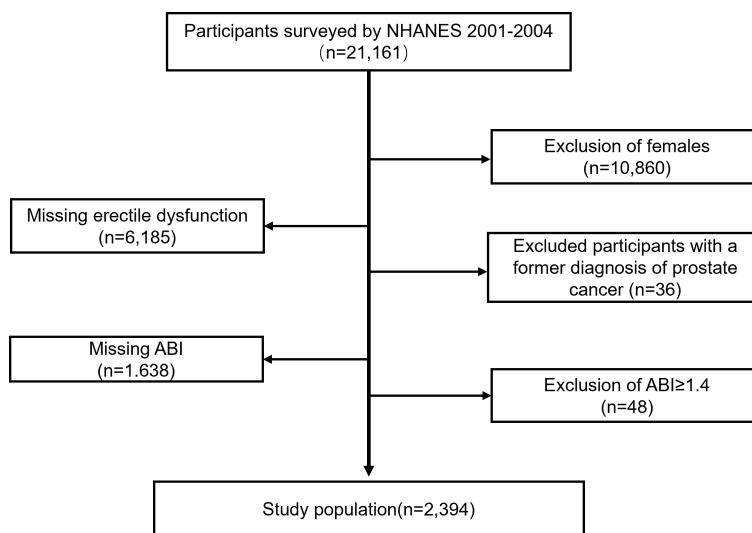 Participants surveyed by NHANES 2001-2004
(n=21,161)
Exclusion of females
(n=10,860)
Missing erectile dysfunction
(n=6,185)
Excluded participants with a
former diagnosis of prostate
cancer (n=36)
Missing ABI
(n=1.638)
Exclusion of ABI≥1.4
(n=48)
Study population(n=2,394)